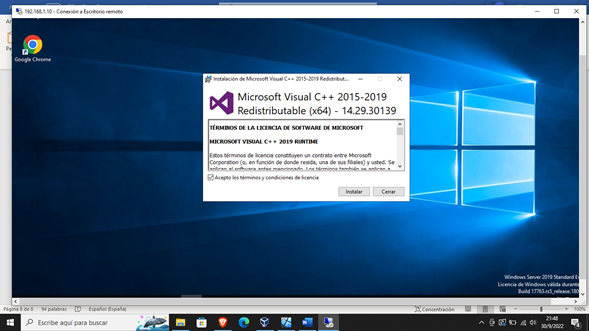 192.168.1.10 - Conexión a Escritorio remoto
Google Chrome
Instalación de Microsoft Visual C++ 2015-2019 Redistribut...
Microsoft Visual C++ 2015-2019
Redistributable (x64) - 14.29.30139
TÉRMINOS DE LA LICENCIA DE SOFTWARE DE MICROSOFT
MICROSOFT VISUAL C++ 2019 RUNTIME
Estos términos de licencia constituyen un contrato entre Microsoft
Corporation (o, en función de donde resida, una de sus filiales) y usted. Se
aplican al software antes mencionado. Los términos también se aplican a
Acepto los términos y condiciones de licencia
Instalar
Cerrar
Windows Server 2019 Standard
Licencia de Windows válida durante
Build 17763.rs5_release.180
Página 8 de 8
94 palabras
Español (España)
Concentración
100%
Escribe aquí para buscar
21:48
30/9/2022